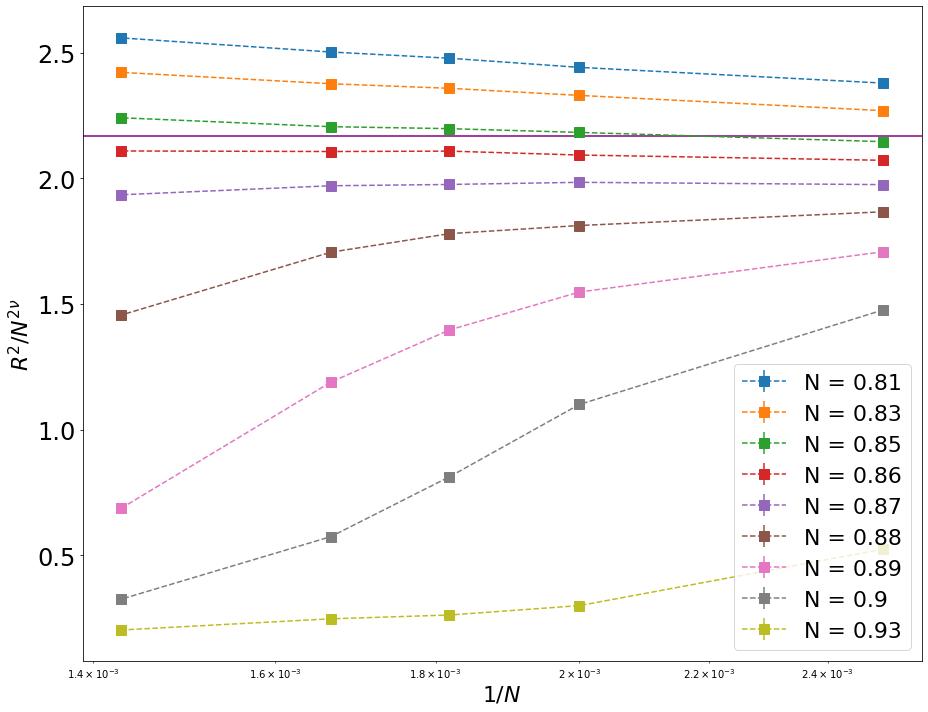 2.5
2.0
1.5
1.0
0.5
R²/N²ᵛ
N = 0.81
N = 0.83
N = 0.85
N = 0.86
N = 0.87
N = 0.88
N = 0.89
N = 0.9
N = 0.93
1.4 × 10⁻³ 1.6 × 10⁻³ 1.8 × 10⁻³ 2 × 10⁻³ 2.2 × 10⁻³ 2.4 × 10⁻³
1/N